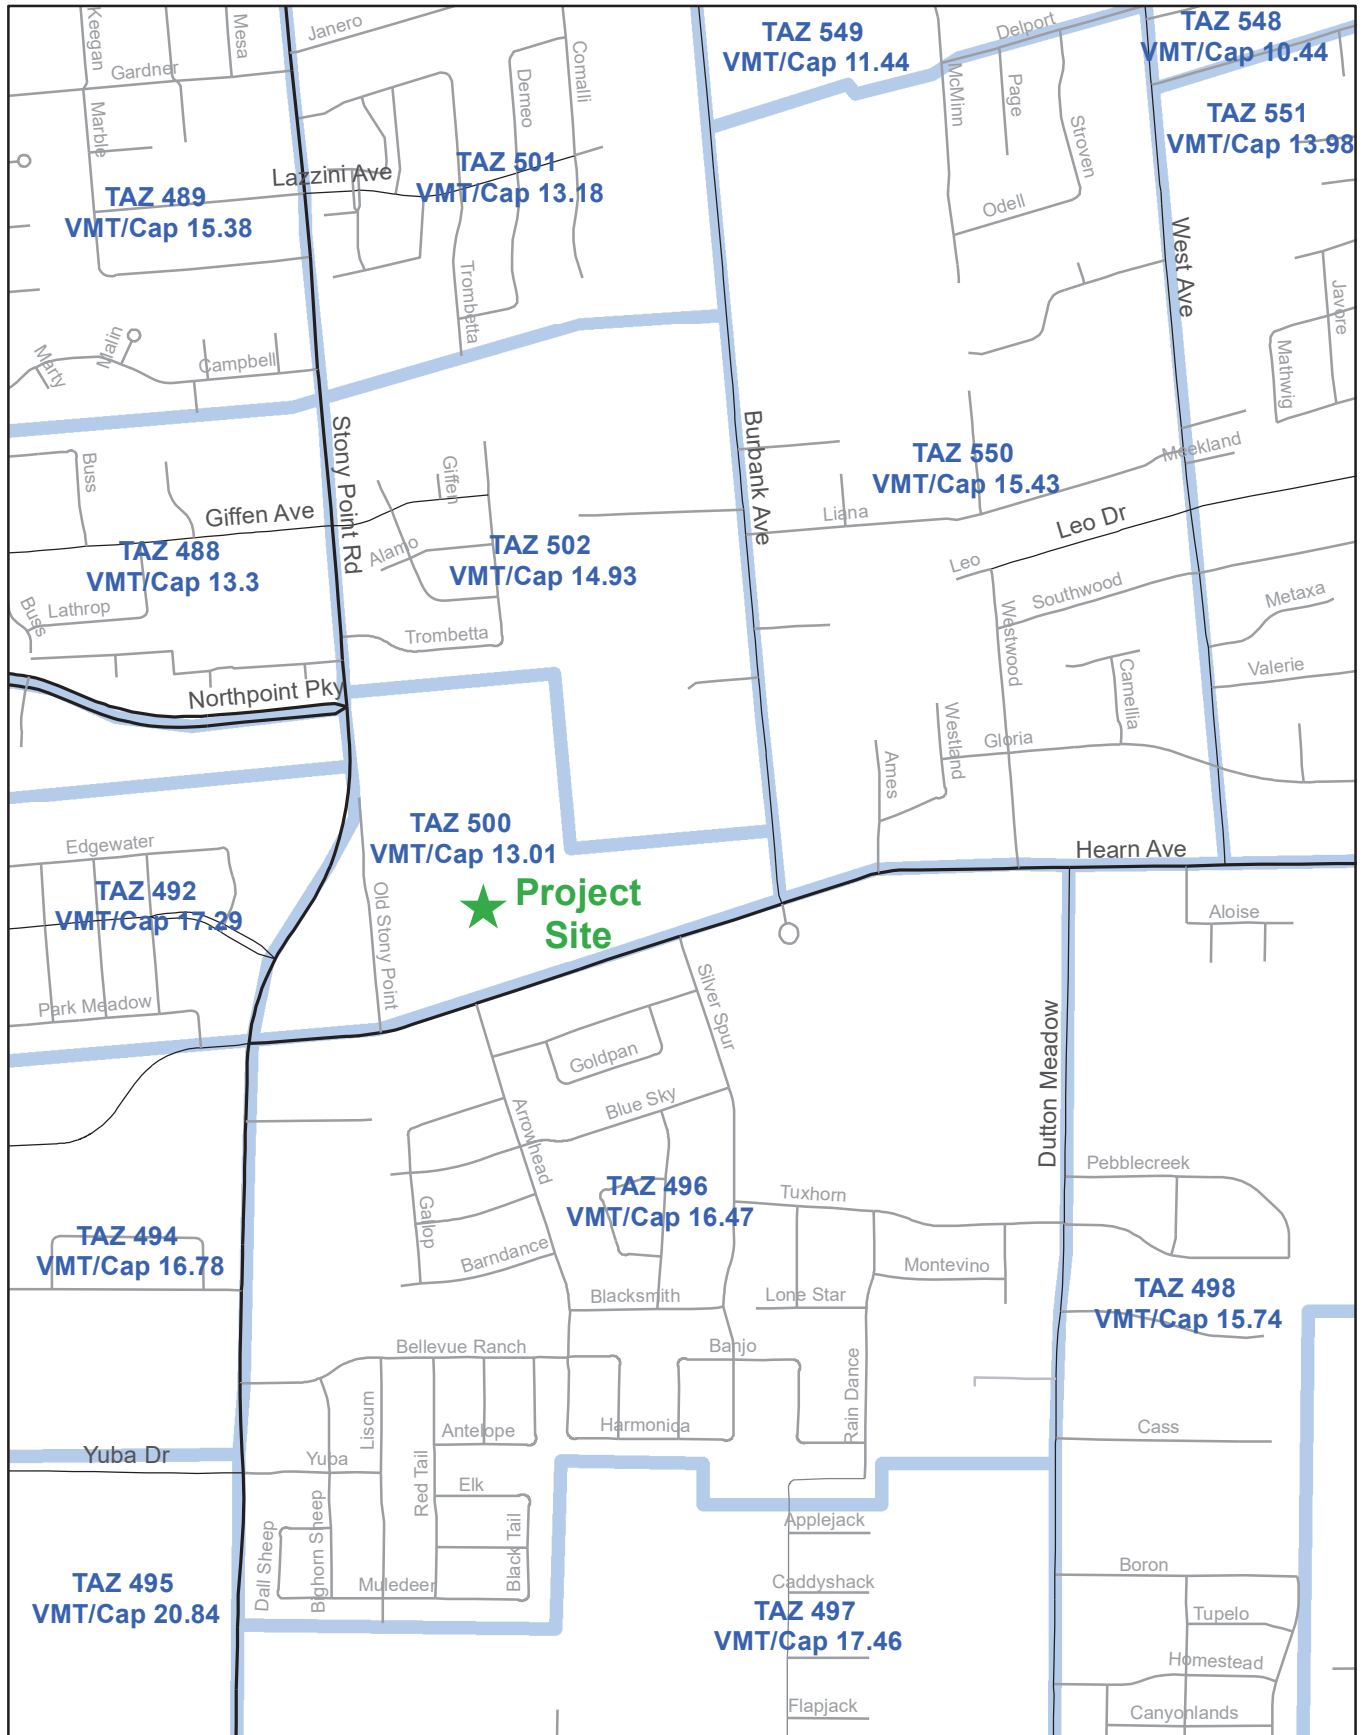 Keegan
Mesa
Janero
Gardner
Comalli
Demeo
Marble
TAZ 549
VMT/Cap 11.44
Delport
TAZ 548
VMT/Cap 10.44
McMinn
Page
Stroven
TAZ 551
VMT/Cap 13.98
Lazzini Ave
TAZ 501
VMT/Cap 13.18
TAZ 489
VMT/Cap 15.38
Odell
West Ave
Trombetta
Javore
Mathwig
Malin
Marty
Campbell
Stony Point Rd
Burbank Ave
Buss
Giffen
TAZ 550
VMT/Cap 15.43
Meekland
Giffen Ave
Liana
Leo Dr
TAZ 488
VMT/Cap 13.3
Alamo
TAZ 502
VMT/Cap 14.93
Leo
Southwood
Metaxa
Buss
Lathrop
Trombetta
Westwood
Camellia
Valerie
Northpoint Pky
Westland
Gloria
Ames
TAZ 500
VMT/Cap 13.01
Edgewater
Hearn Ave
TAZ 492
VMT/Cap 17.29
Old Stony Point
Project
Site
Aloise
Park Meadow
Silver Spur
Goldpan
Dutton Meadow
Arrowhead
Blue Sky
Pebblecreek
TAZ 496
VMT/Cap 16.47
Tuxhorn
Gallop
TAZ 494
VMT/Cap 16.78
Barndance
Montevino
Blacksmith
Lone Star
TAZ 498
VMT/Cap 15.74
Bellevue Ranch
Banjo
Rain Dance
Liscum
Antelope
Harmonica
Cass
Yuba Dr
Yuba
Red Tail
Elk
Applejack
Dall Sheep
Bighorn Sheep
Black Tail
Boron
TAZ 495
VMT/Cap 20.84
Muledeer
Caddyshack
TAZ 497
VMT/Cap 17.46
Tupelo
Homestead
Flapjack
Canyonlands